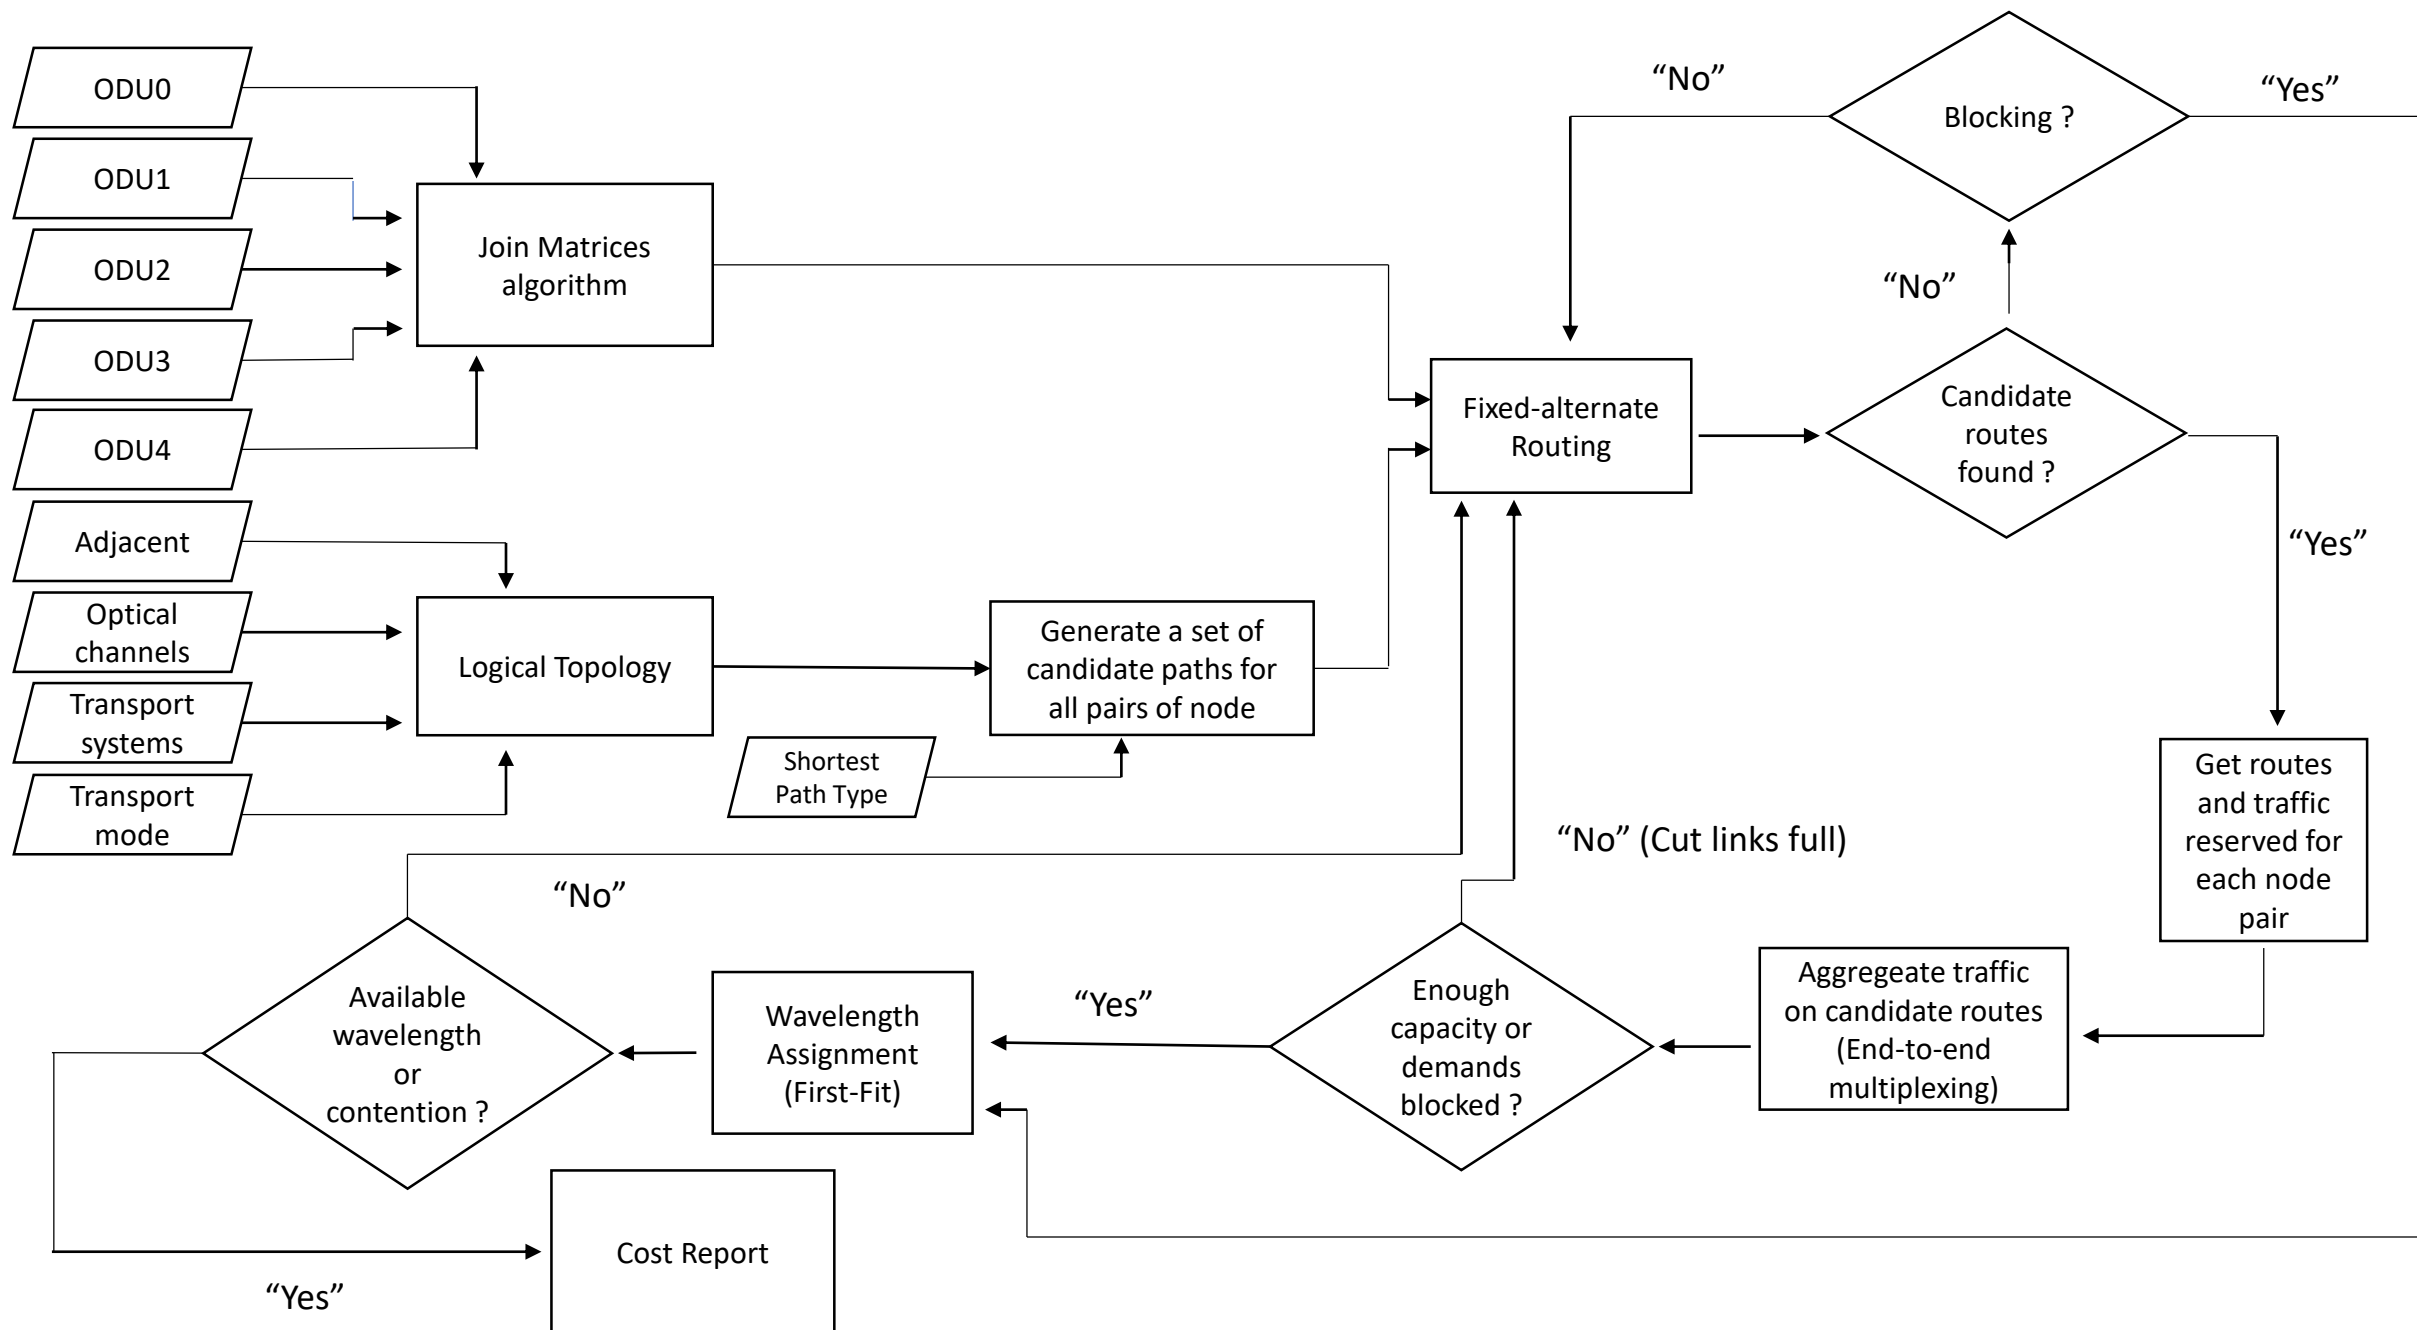 ODU0
ODU1
ODU2
ODU3
ODU4
Adjacent
Optical
channels
Transport
systems
Transport
mode
Join Matrices
algorithm
Logical Topology
Generate a set of
candidate paths for
all pairs of node
Shortest
Path Type
Fixed-alternate
Routing
“No”
Blocking ?
“Yes”
“No”
Candidate
routes
found ?
“Yes”
Get routes
and traffic
reserved for
each node
pair
Aggregeate traffic
on candidate routes
(End-to-end
multiplexing)
“No” (Cut links full)
Enough
capacity or
demands
blocked ?
“Yes”
Wavelength
Assignment
(First-Fit)
“No”
Available
wavelength
or
contention ?
“Yes”
Cost Report